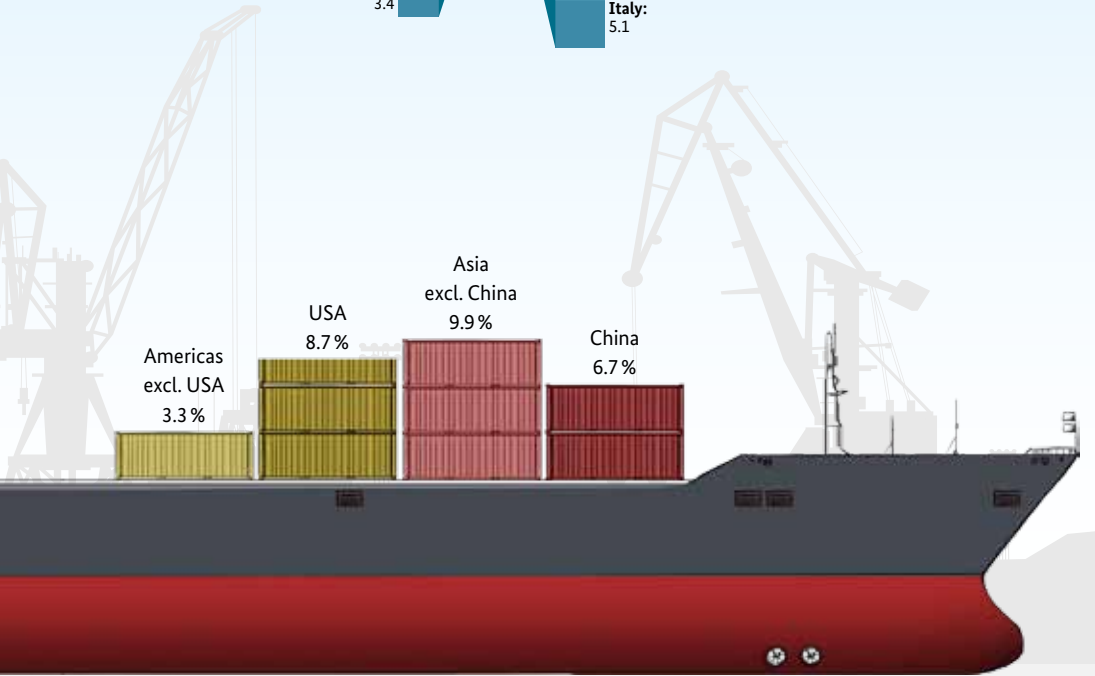 3.4
Italy:
5.1
Asia
excl. China
9.9 %
USA
8.7 %
China
6.7 %
Americas
excl. USA
3.3 %